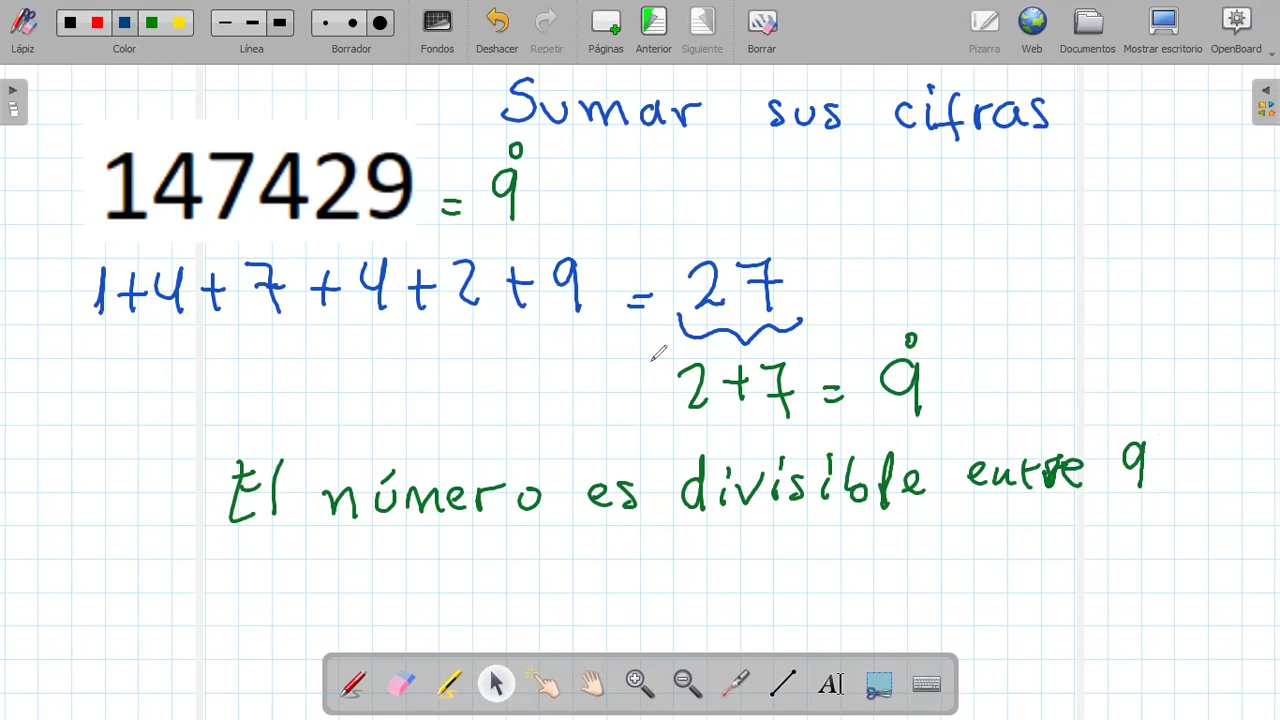 Lápiz Color Línea Borrador Fondos Deshacer Repetir Páginas Anterior Siguiente Borrar Pizarra Web Documentos Mostrar escritorio OpenBoard
Sumar sus cifras
147429 = 9̊
1+4+7+4+2+9 = 27
2+7 = 9̊
El número es divisible entre 9
AI